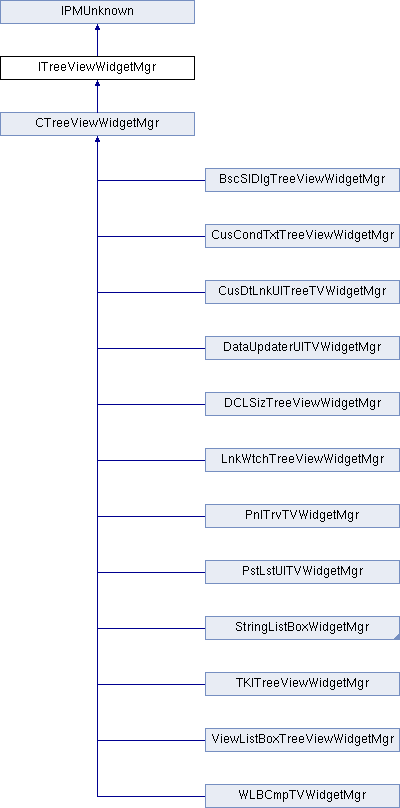 IPMUnknown
ITreeViewWidgetMgr
CTreeViewWidgetMgr
BscSlDlgTreeViewWidgetMgr
CusCondTxtTreeViewWidgetMgr
CusDtLnkUITreeTVWidgetMgr
DataUpdaterUITVWidgetMgr
DCLSizTreeViewWidgetMgr
LnkWtchTreeViewWidgetMgr
PnlTrvTVWidgetMgr
PstLstUITVWidgetMgr
StringListBoxWidgetMgr
TKITreeViewWidgetMgr
ViewListBoxTreeViewWidgetMgr
WLBCmpTVWidgetMgr